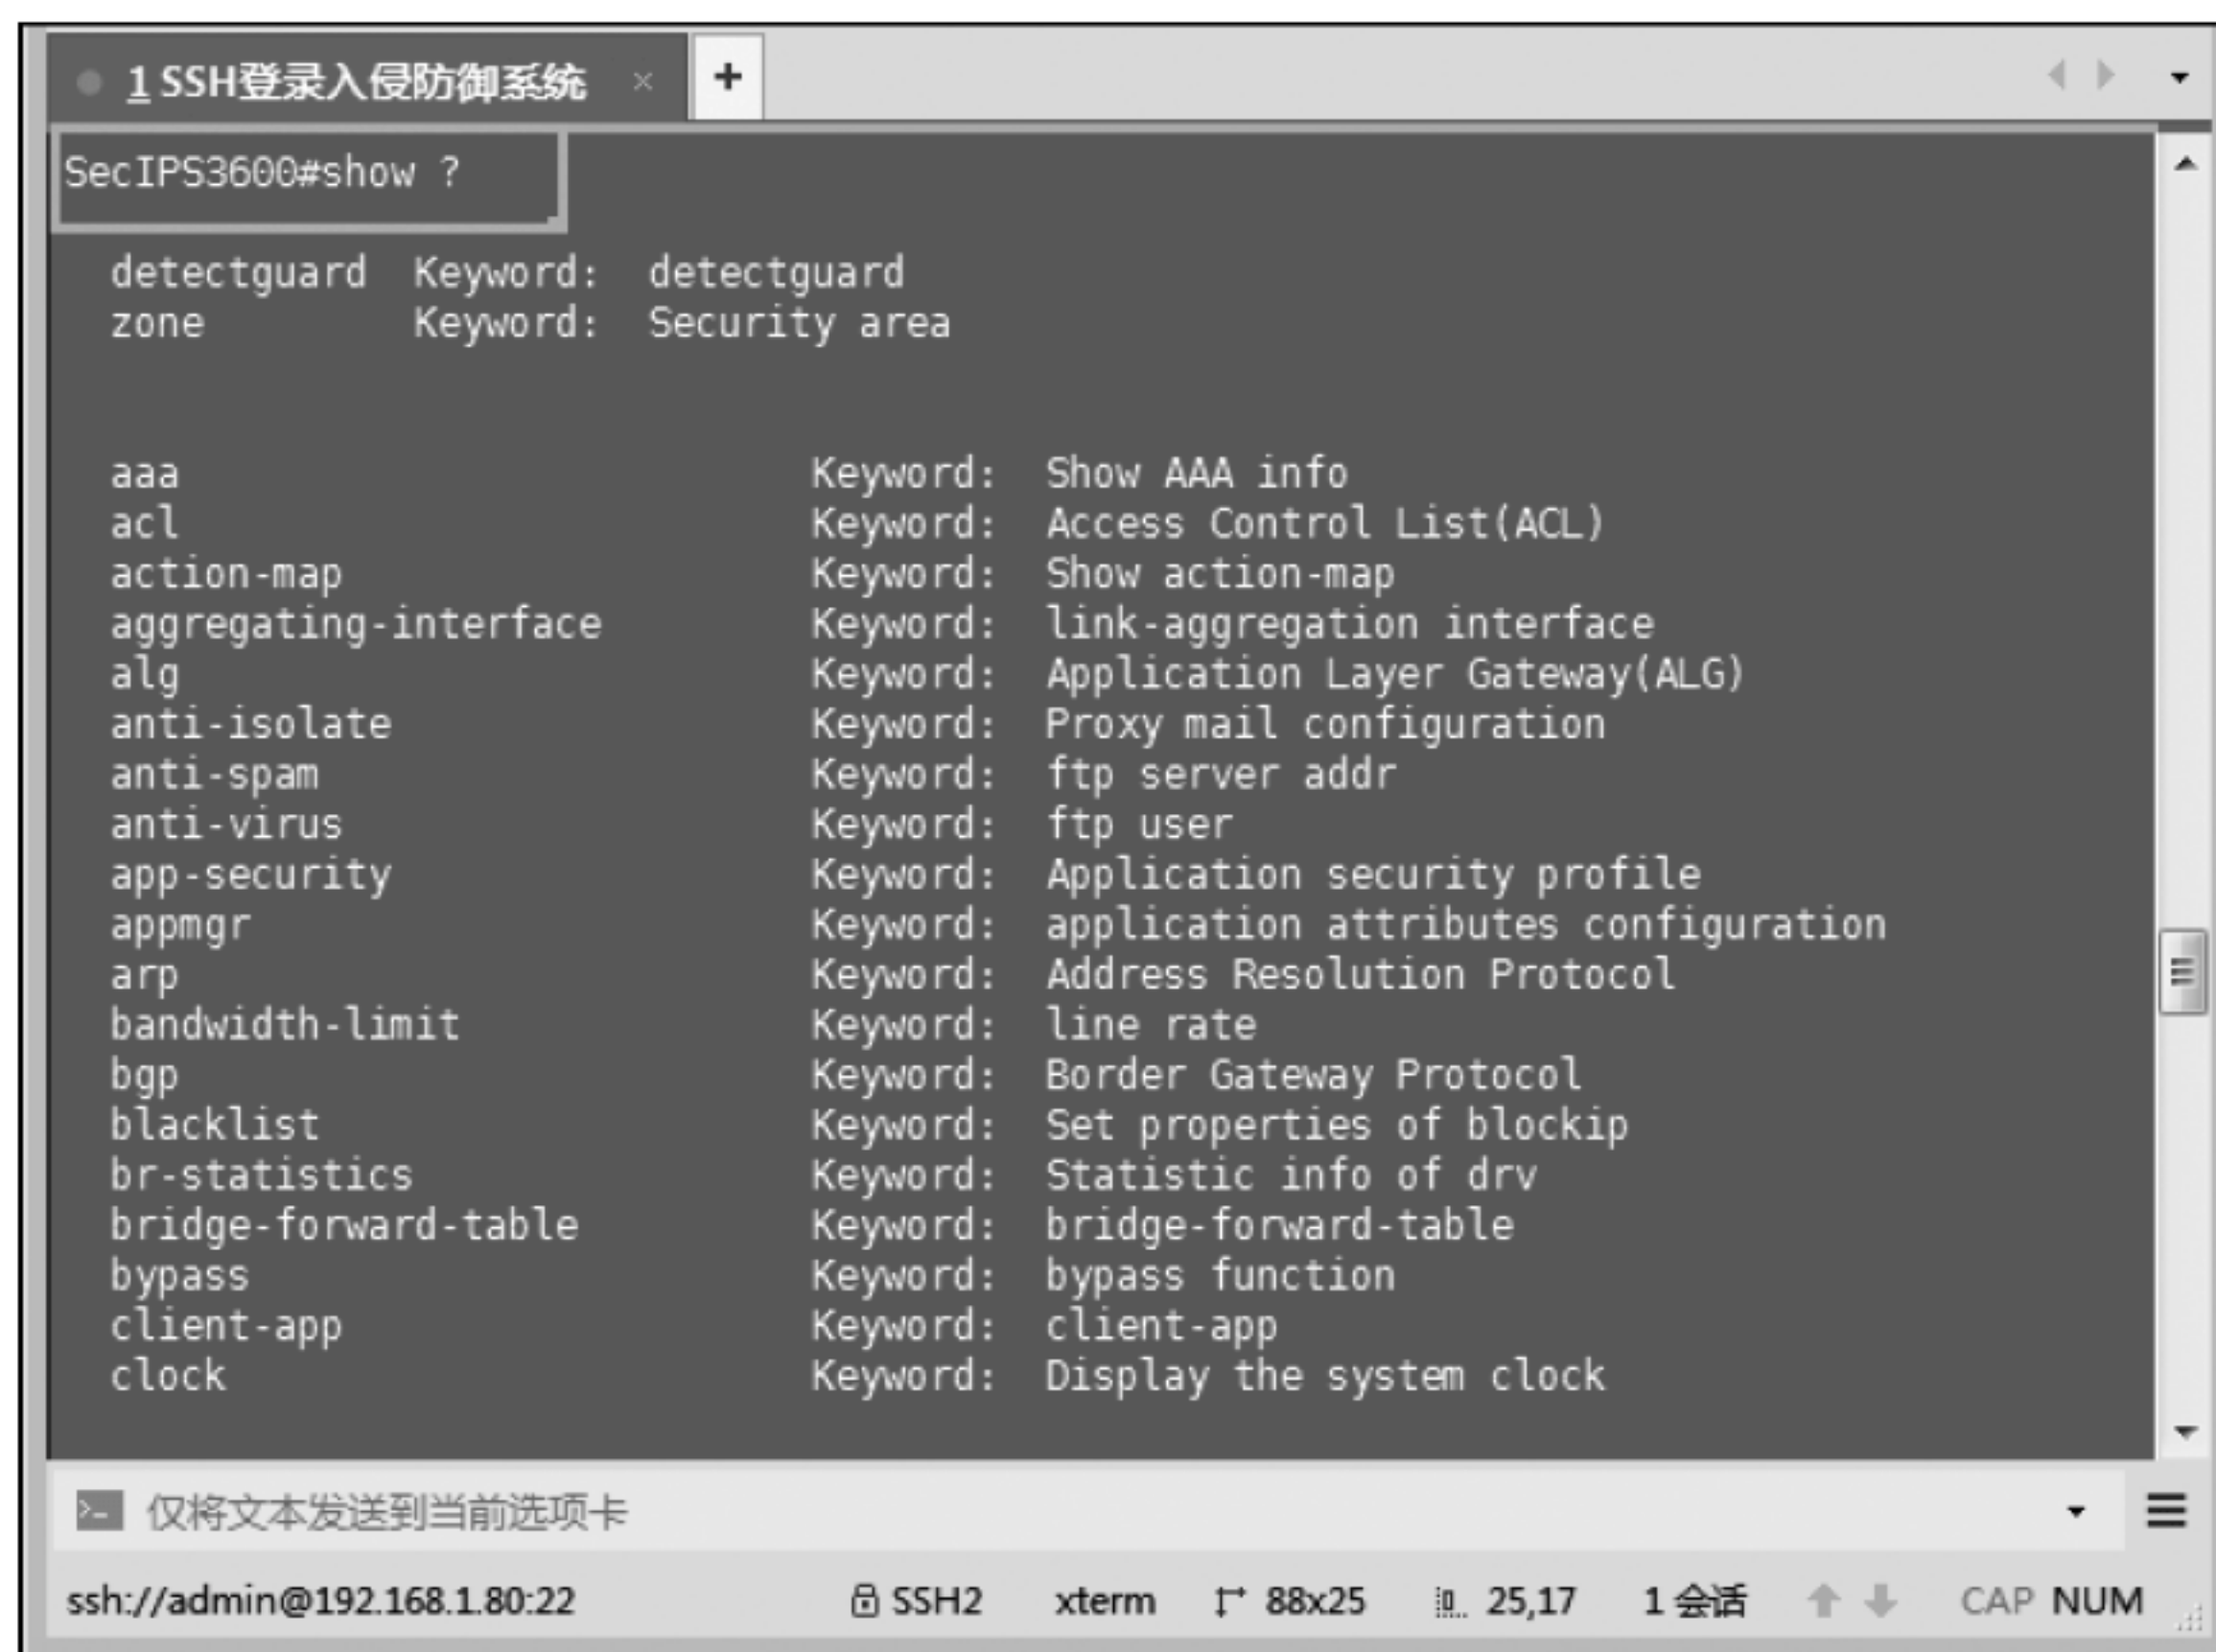 1 SSH登录入侵防御系统 × +
SecIPS3600#show ?
detectguard Keyword: detectguard
zone Keyword: Security area
aaa Keyword: Show AAA info
acl Keyword: Access Control List(ACL)
action-map Keyword: Show action-map
aggregating-interface Keyword: link-aggregation interface
alg Keyword: Application Layer Gateway(ALG)
anti-isolate Keyword: Proxy mail configuration
anti-spam Keyword: ftp server addr
anti-virus Keyword: ftp user
app-security Keyword: Application security profile
appmgr Keyword: application attributes configuration
arp Keyword: Address Resolution Protocol
bandwidth-limit Keyword: line rate
bgp Keyword: Border Gateway Protocol
blacklist Keyword: Set properties of blockip
br-statistics Keyword: Statistic info of drv
bridge-forward-table Keyword: bridge-forward-table
bypass Keyword: bypass function
client-app Keyword: client-app
clock Keyword: Display the system clock
仅将文本发送到当前选项卡
ssh://admin@192.168.1.80:22 SSH2 xterm 88x25 25,17 1 会话 CAP NUM